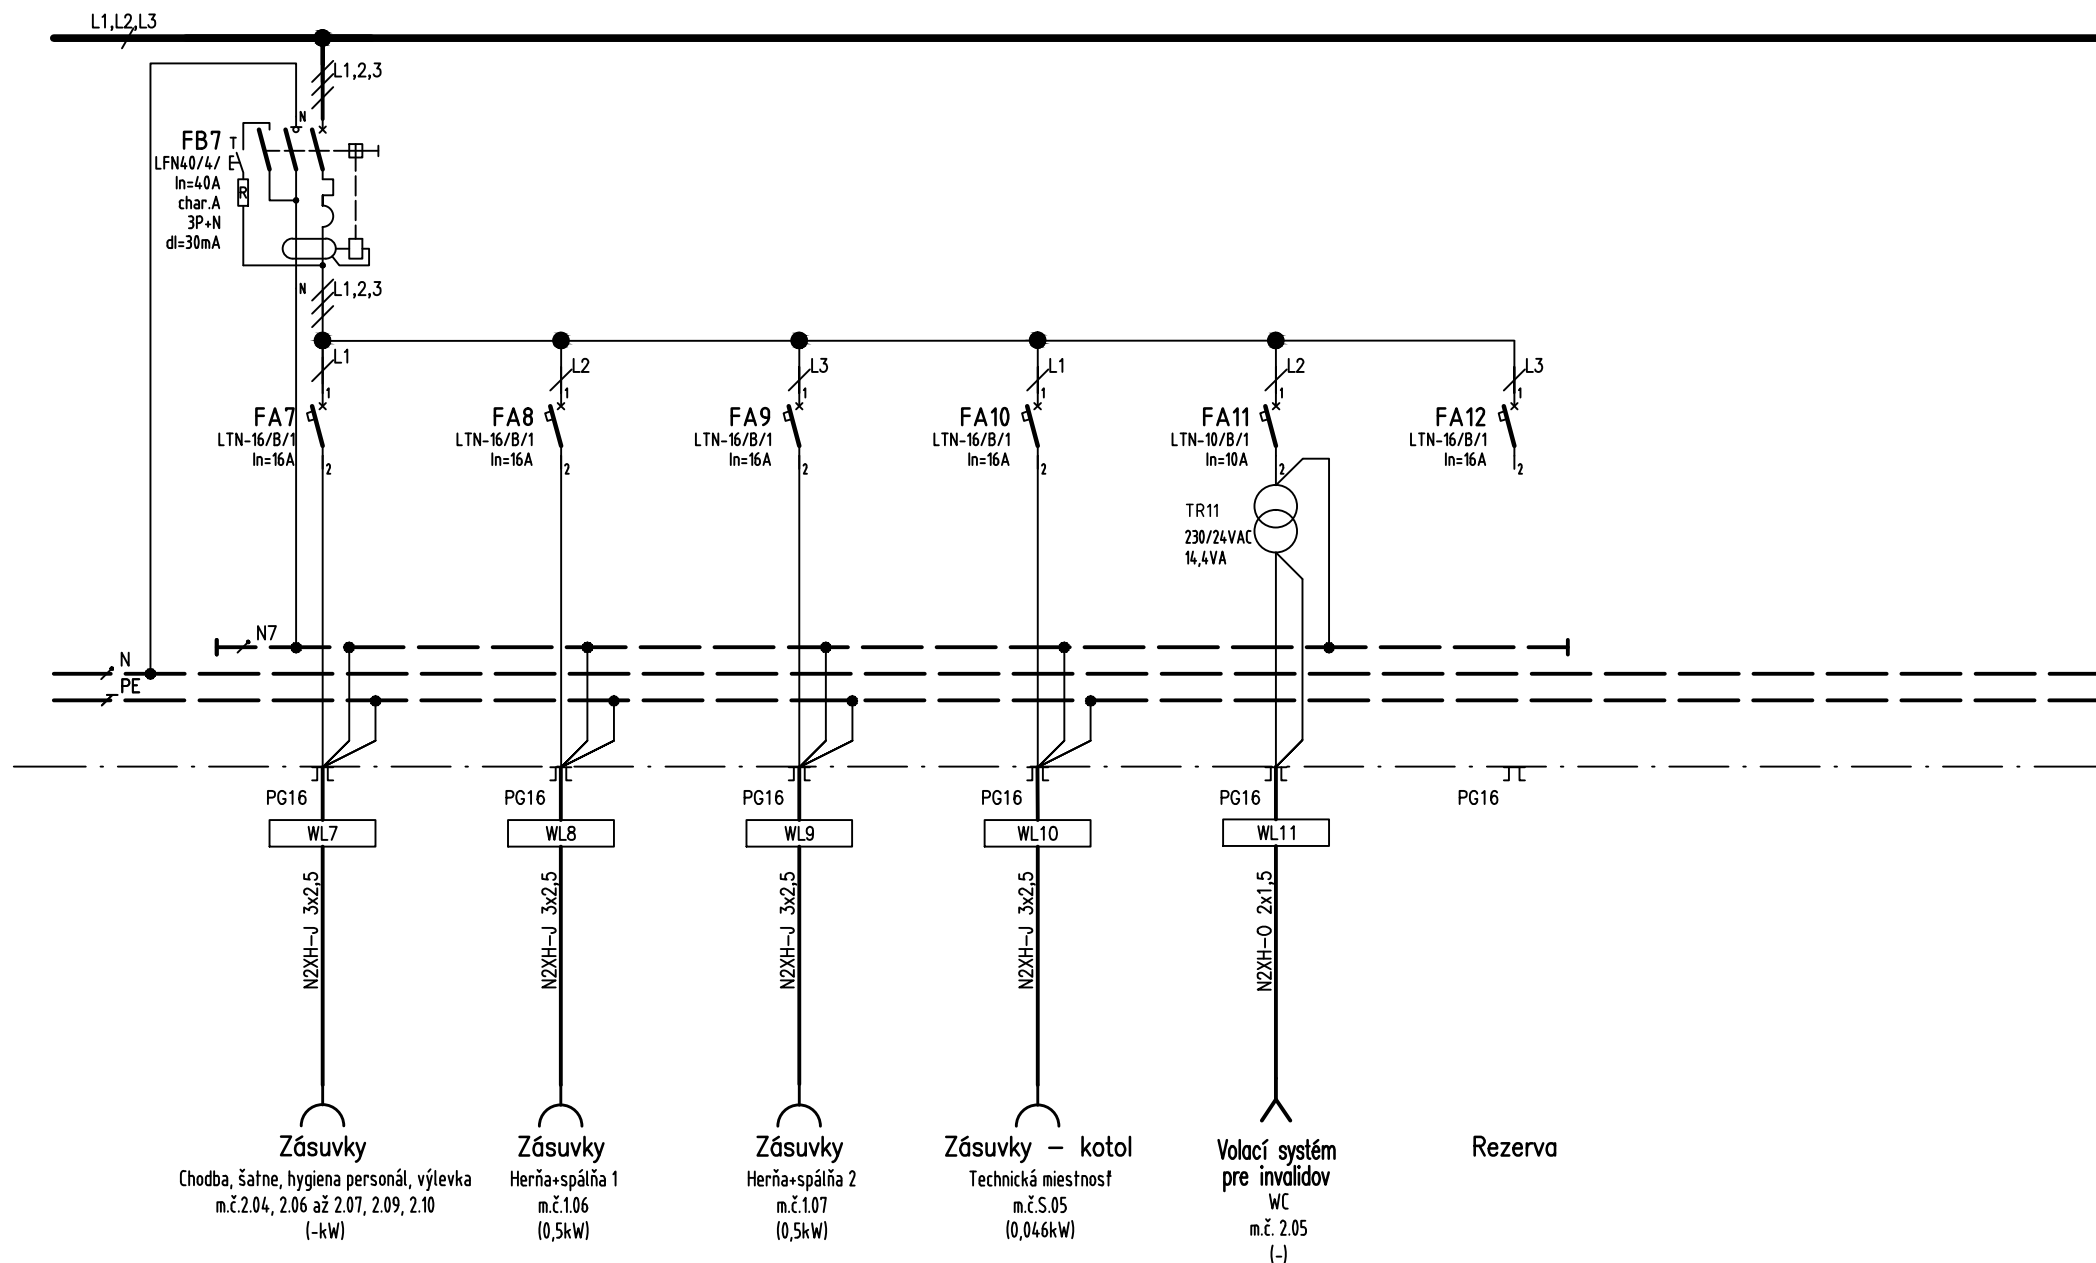 L1,L2,L3
L1,2,3
N
FB7
T
LFN40/4/
E
In=40A
R
char.A
3P+N
dI=30mA
N
L1,2,3
L1
L2
L3
L1
L2
L3
1
1
1
1
1
1
FA7
LTN-16/B/1
In=16A
2
FA8
LTN-16/B/1
In=16A
2
FA9
LTN-16/B/1
In=16A
2
FA10
LTN-16/B/1
In=16A
2
FA11
LTN-10/B/1
In=10A
2
FA12
LTN-16/B/1
In=16A
2
TR11
230/24VAC
14,4VA
N7
N
PE
PG16
PG16
PG16
PG16
PG16
PG16
WL7
WL8
WL9
WL10
WL11
N2XH-J 3x2,5
N2XH-J 3x2,5
N2XH-J 3x2,5
N2XH-J 3x2,5
N2XH-O 2x1,5
Zásuvky
Chodba, šatne, hygiena personál, výlevka
m.č.2.04, 2.06 až 2.07, 2.09, 2.10
(-kW)
Zásuvky
Herňa+spálňa 1
m.č.1.06
(0,5kW)
Zásuvky
Herňa+spálňa 2
m.č.1.07
(0,5kW)
Zásuvky - kotol
Technická miestnosť
m.č.S.05
(0,046kW)
Volací systém
pre invalidov
WC
m.č. 2.05
(-)
Rezerva